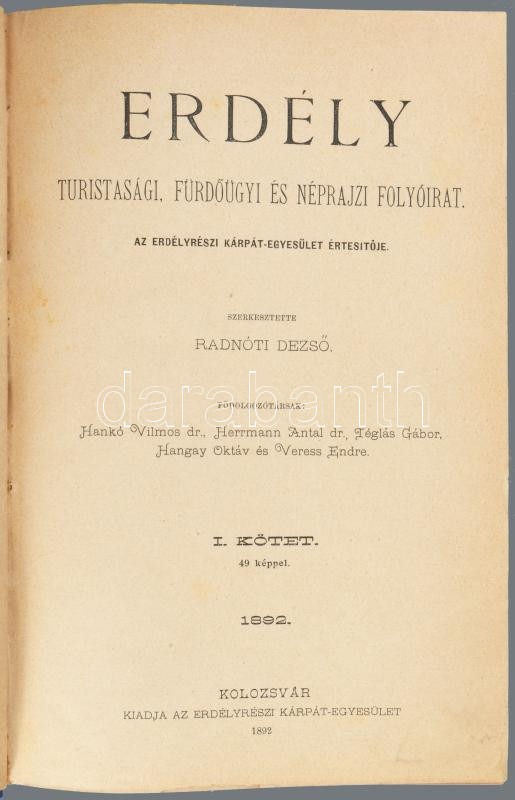 ERDÉLY
TURISTASÁGI, FÜRDŐÜGYI ÉS NÉPRAJZI FOLYÓIRAT.
AZ ERDÉLYRÉSZI KÁRPÁT-EGYESÜLET ÉRTESITŐJE.
SZERKESZTETTE
RADNÓTI DEZSŐ.
darabanth
FŐDOLGOZÓTÁRSAK:
Hankó Vilmos dr., Herrmann Antal dr., Téglás Gábor,
Hangay Oktáv és Veress Endre.
I. KÖTET.
49 képpel.
1892.
KOLOZSVÁR
KIADJA AZ ERDÉLYRÉSZI KÁRPÁT-EGYESÜLET
1892